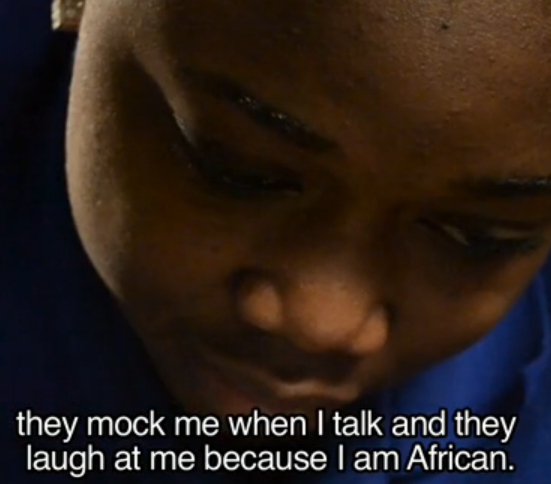 they mock me when I talk and they
laugh at me because I am African.